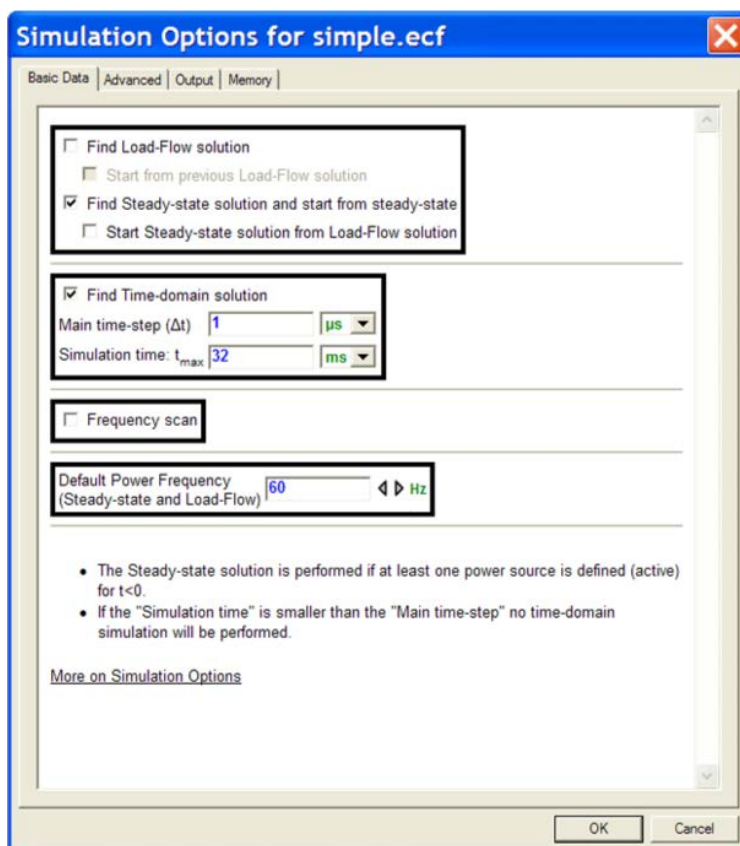 Simulation Options for simple.ecf
Basic Data Advanced Output Memory
Find Load-Flow solution
Start from previous Load-Flow solution
Find Steady-state solution and start from steady-state
Start Steady-state solution from Load-Flow solution
Find Time-domain solution
Main time-step (Δt) 1 µs
Simulation time: tmax 32 ms
Frequency scan
Default Power Frequency
(Steady-state and Load-Flow) 60 Hz
• The Steady-state solution is performed if at least one power source is defined (active)
for t<0.
• If the "Simulation time" is smaller than the "Main time-step" no time-domain
simulation will be performed.
More on Simulation Options
OK Cancel